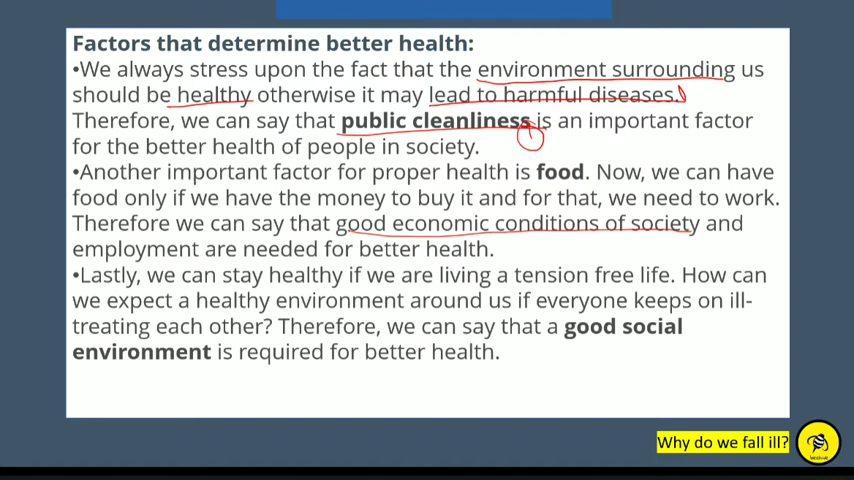 Factors that determine better health:
•We always stress upon the fact that the environment surrounding us
should be healthy otherwise it may lead to harmful diseases.
Therefore, we can say that public cleanliness is an important factor
for the better health of people in society.
•Another important factor for proper health is food. Now, we can have
food only if we have the money to buy it and for that, we need to work.
Therefore we can say that good economic conditions of society and
employment are needed for better health.
•Lastly, we can stay healthy if we are living a tension free life. How can
we expect a healthy environment around us if everyone keeps on ill-
treating each other? Therefore, we can say that a good social
environment is required for better health.
Why do we fall ill?